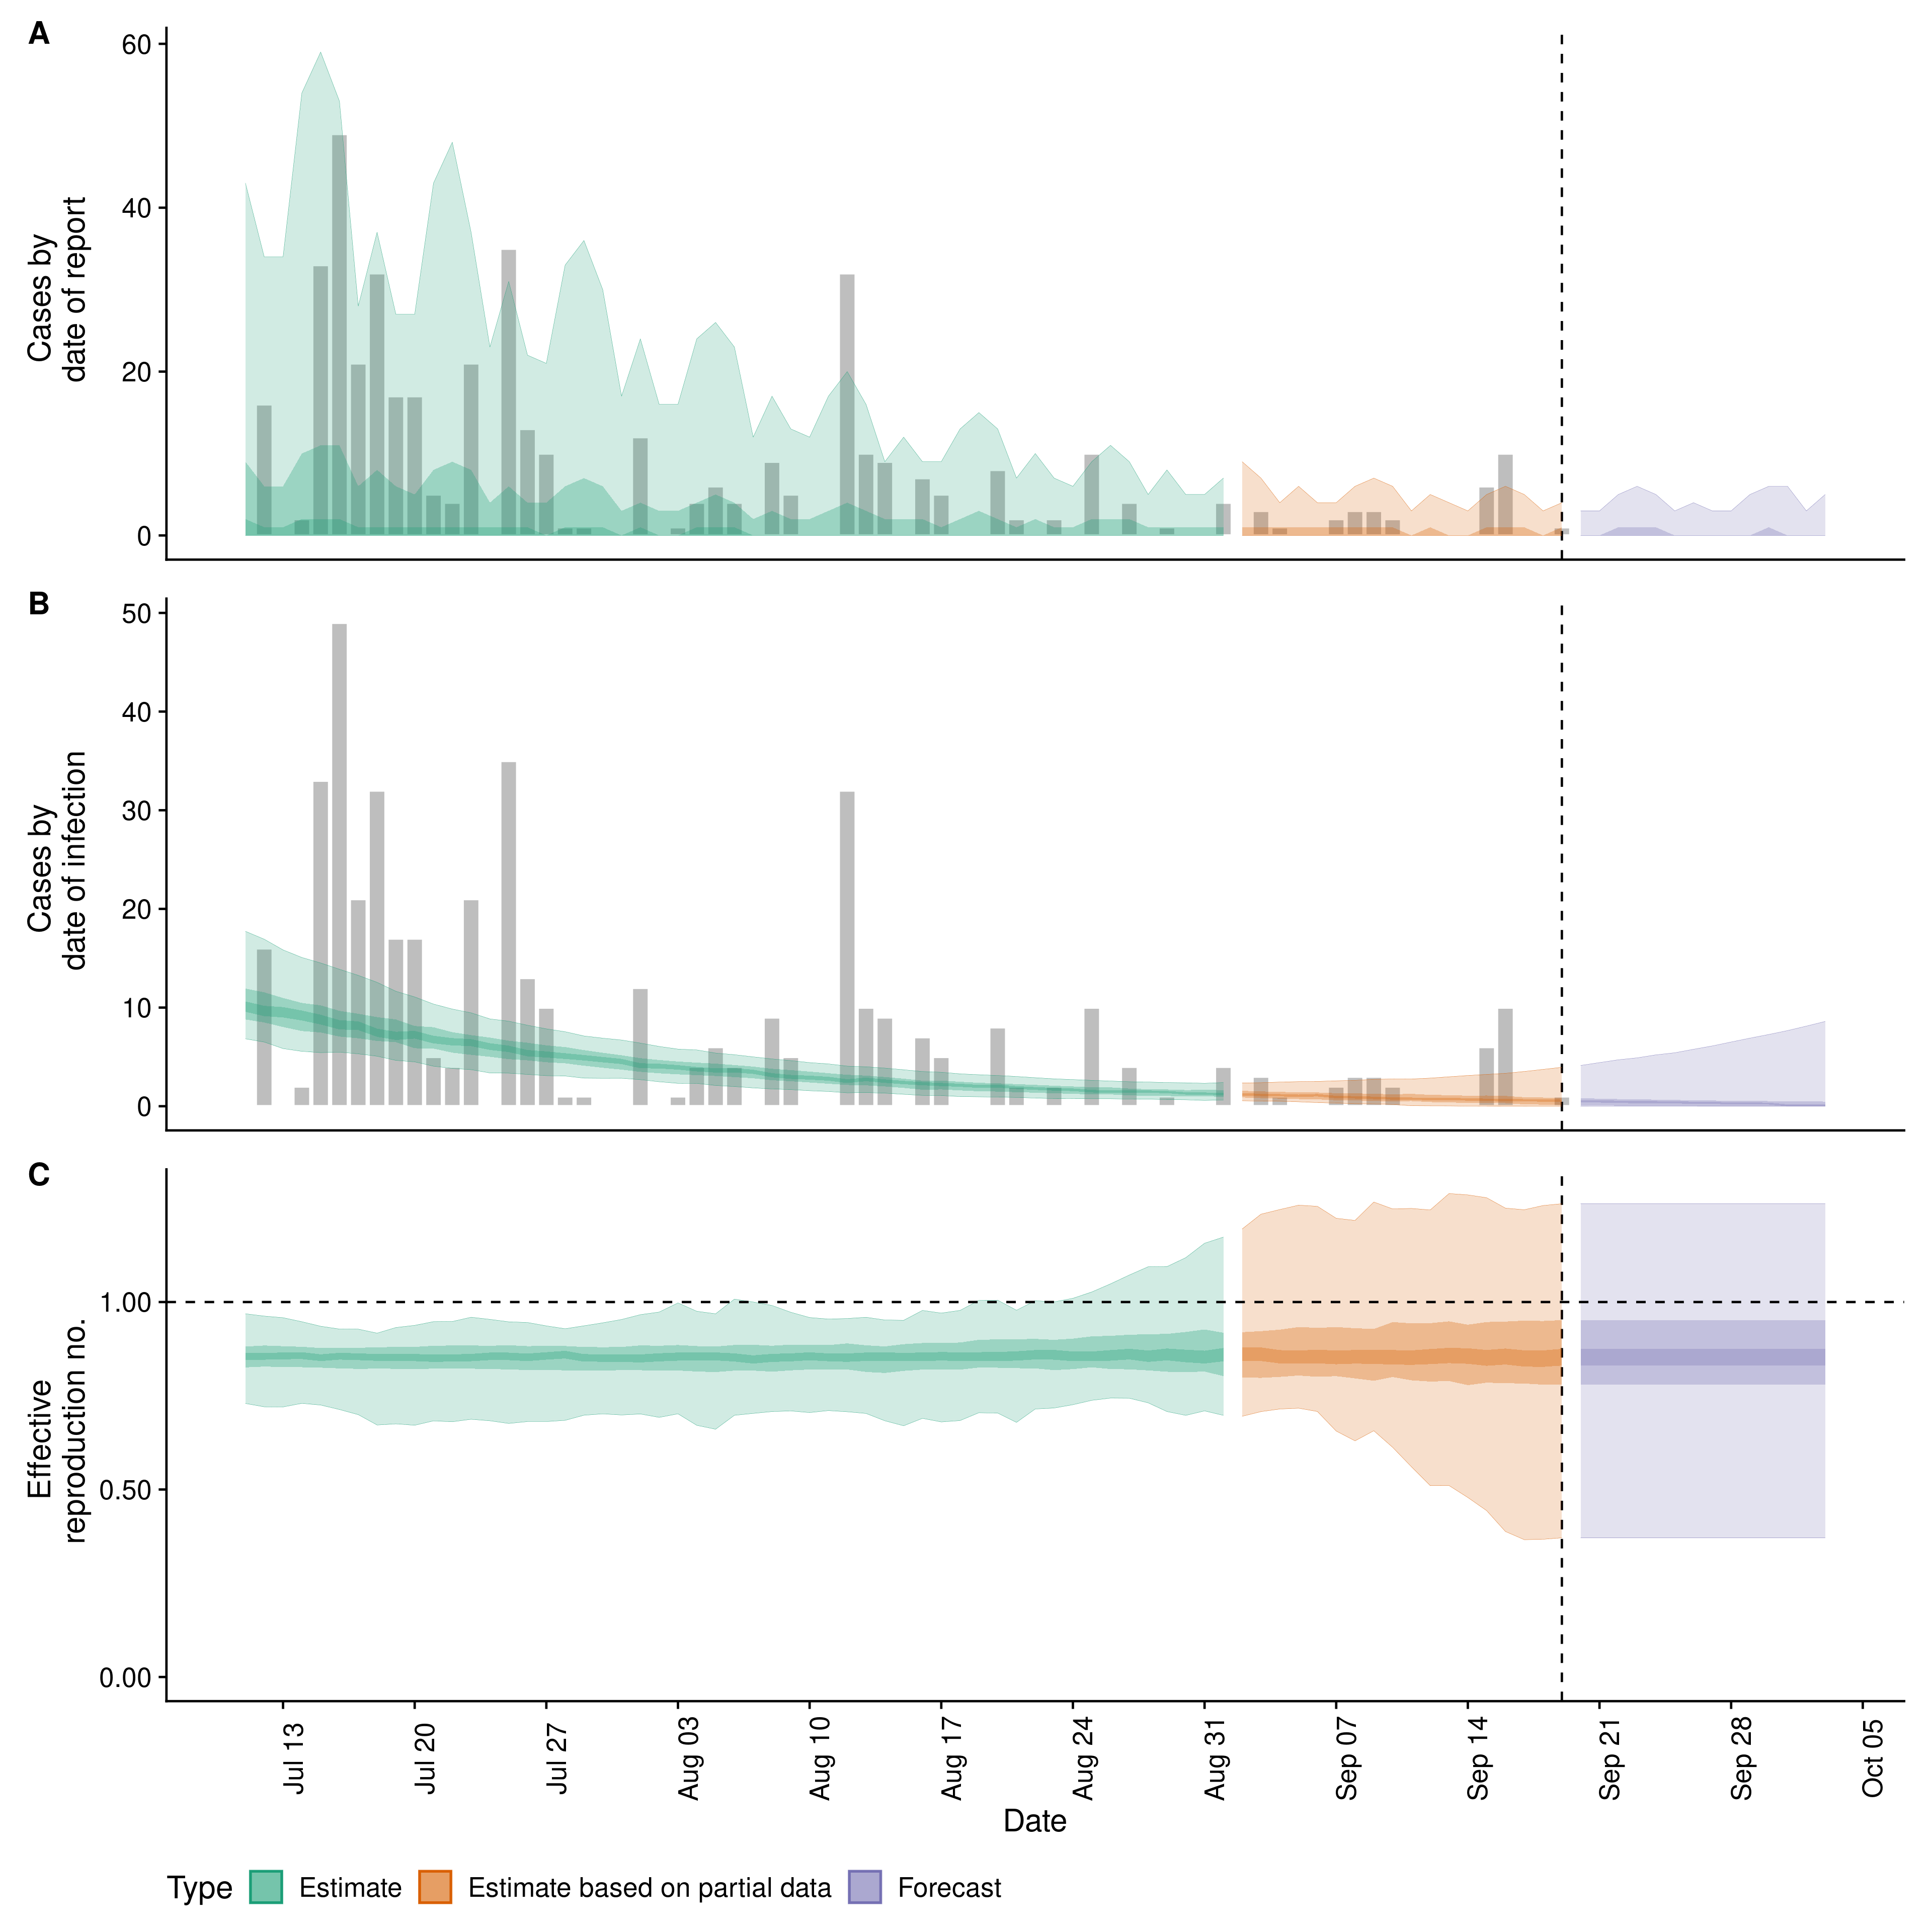 A
Cases by
date of report
60
40
20
0
B
Cases by
date of infection
50
40
30
20
10
0
C
Effective
reproduction no.
1.00
0.50
0.00
Jul 13
Jul 20
Jul 27
Aug 03
Aug 10
Aug 17
Aug 24
Aug 31
Sep 07
Sep 14
Sep 21
Sep 28
Oct 05
Date
Type
Estimate
Estimate based on partial data
Forecast